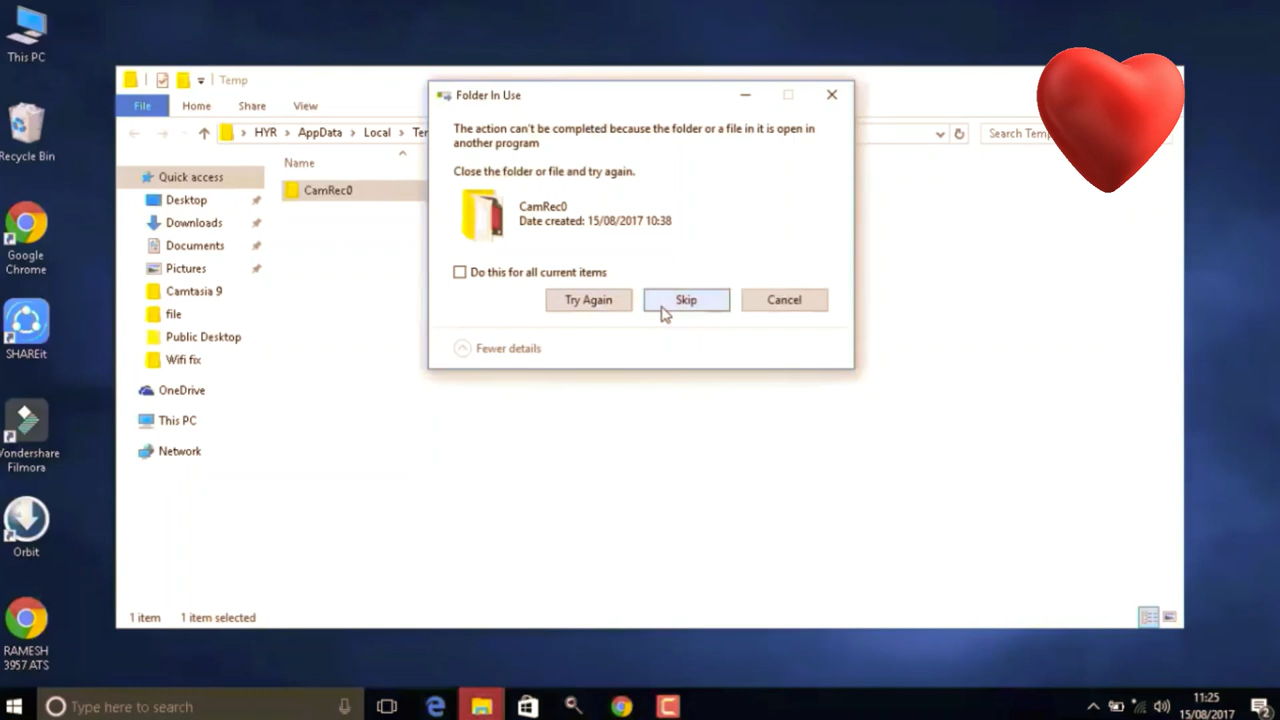 This PC
Recycle Bin
Google
Chrome
SHAREit
Wondershare
Filmora
Orbit
RAMESH
3957 ATS
Temp
File
Home
Share
View
HYR
AppData
Local
Search
Quick access
Desktop
Downloads
Documents
Pictures
Camtasia 9
file
Public Desktop
Wifi fix
OneDrive
This PC
Network
Name
CamRec0
Folder In Use
The action can't be completed because the folder or a file in it is open in
another program
Close the folder or file and try again.
CamRec0
Date created: 15/08/2017 10:38
Do this for all current items
Try Again
Skip
Cancel
Fewer details
1 item
1 item selected
Type here to search
11:25
15/08/2017
2